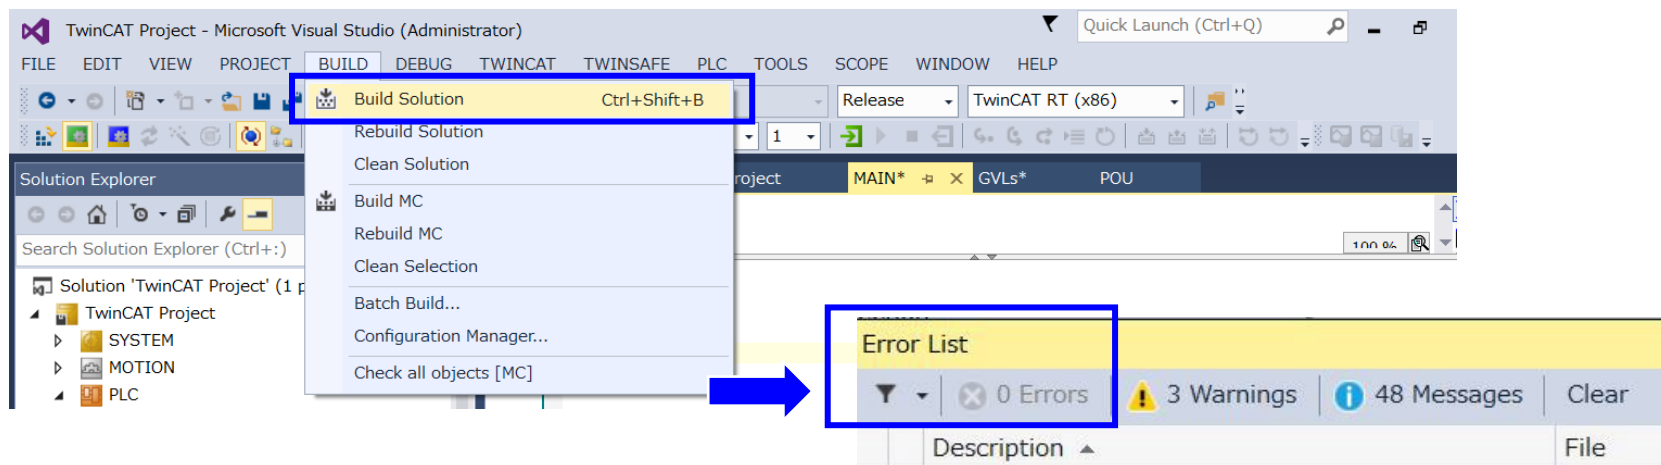 TwinCAT Project - Microsoft Visual Studio (Administrator)
Quick Launch (Ctrl+Q)
FILE EDIT VIEW PROJECT BUILD DEBUG TWINCAT TWINSAFE PLC TOOLS SCOPE WINDOW HELP
Build Solution Ctrl+Shift+B
Release
TwinCAT RT (x86)
Rebuild Solution
1
Clean Solution
Solution Explorer
roject
MAIN*
GVLs*
POU
Build MC
Rebuild MC
Search Solution Explorer (Ctrl+:)
100 %
Clean Selection
Solution 'TwinCAT Project' (1 p
Batch Build...
TwinCAT Project
Configuration Manager...
SYSTEM
MOTION
Check all objects [MC]
PLC
Error List
0 Errors
3 Warnings
48 Messages
Clear
Description
File